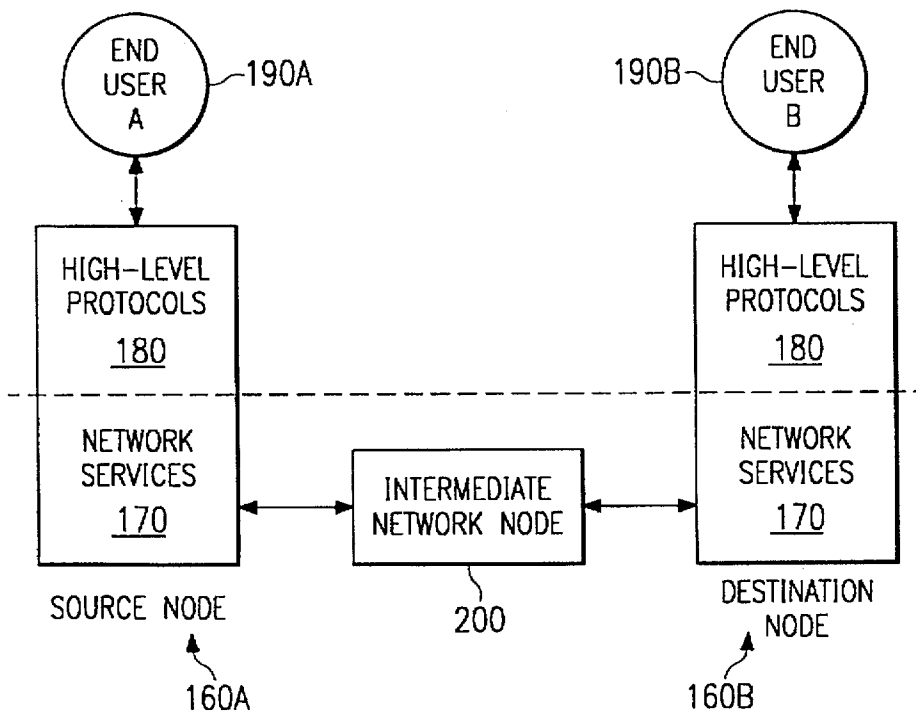 END
USER
A
190A
190B
END
USER
B
HIGH-LEVEL
PROTOCOLS
180
HIGH-LEVEL
PROTOCOLS
180
NETWORK
SERVICES
170
INTERMEDIATE
NETWORK NODE
200
NETWORK
SERVICES
170
SOURCE NODE
160A
DESTINATION
NODE
160B